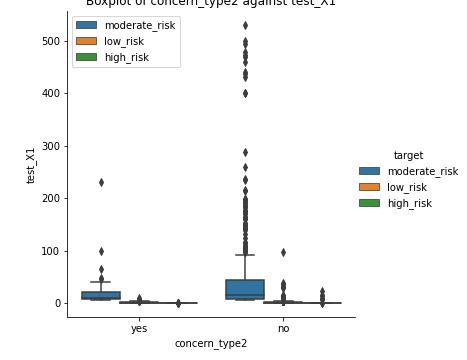 Boxplot of concern_type2 against test_X1
moderate_risk
low_risk
high_risk
500
400
300
200
100
0
test_X1
yes
no
concern_type2
target
moderate_risk
low_risk
high_risk